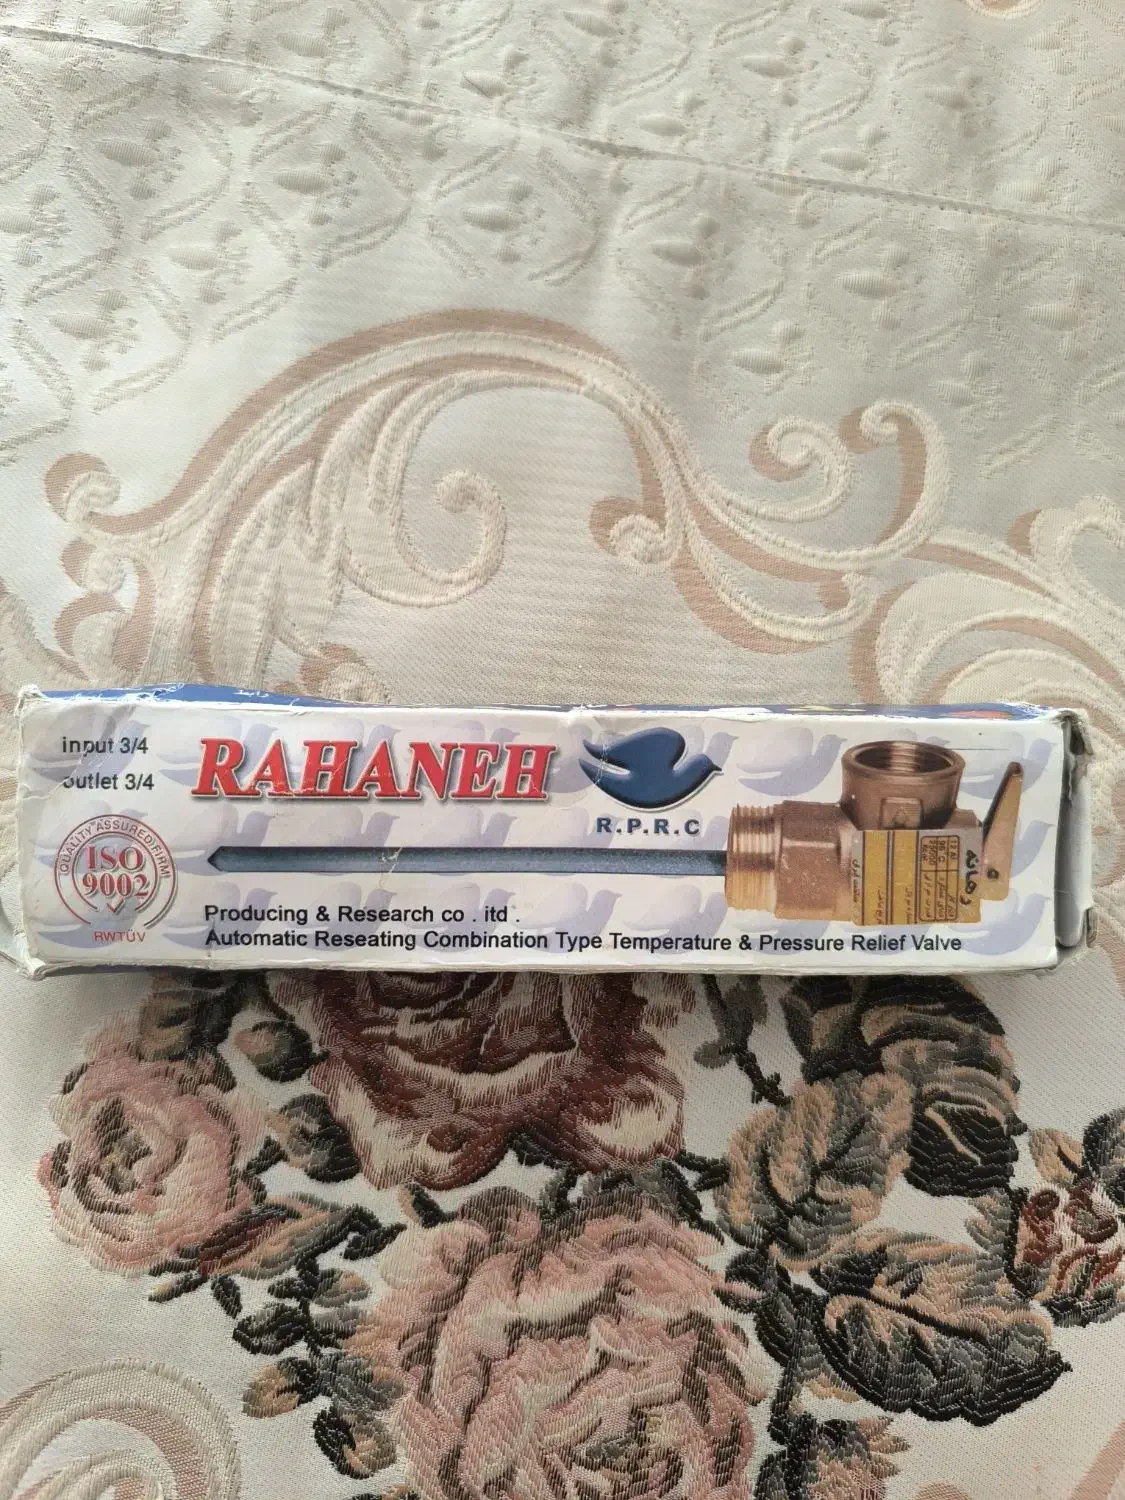 input 3/4
outlet 3/4
RAHANEH
R.P.R.C
QUALITY ASSURED FIRM
ISO
9002
RWTÜV
Producing & Research co . itd .
Automatic Reseating Combination Type Temperature & Pressure Relief Valve